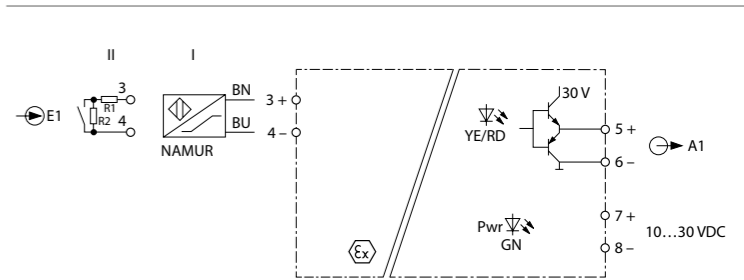 II I
E1
3
R1
R2 4
BN
BU
NAMUR
3 +
4 –
Ex
30 V
YE/RD
Pwr
GN
5 +
6 –
A1
7 +
8 –
10…30 VDC